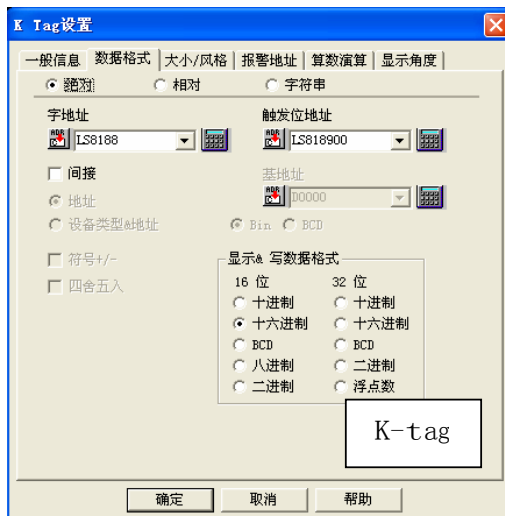 K Tag设置
一般信息 数据格式 大小/风格 报警地址 算数演算 显示角度
绝对 相对 字符串
字地址 触发位地址
LS8188 LS818900
间接 基地址
地址 D0000
设备类型&地址 Bin BCD
符号+/- 显示& 写数据格式
四舍五入 16 位 32 位
十进制 十进制
十六进制 十六进制
BCD BCD
八进制 二进制
二进制 浮点数
K-tag
确定 取消 帮助